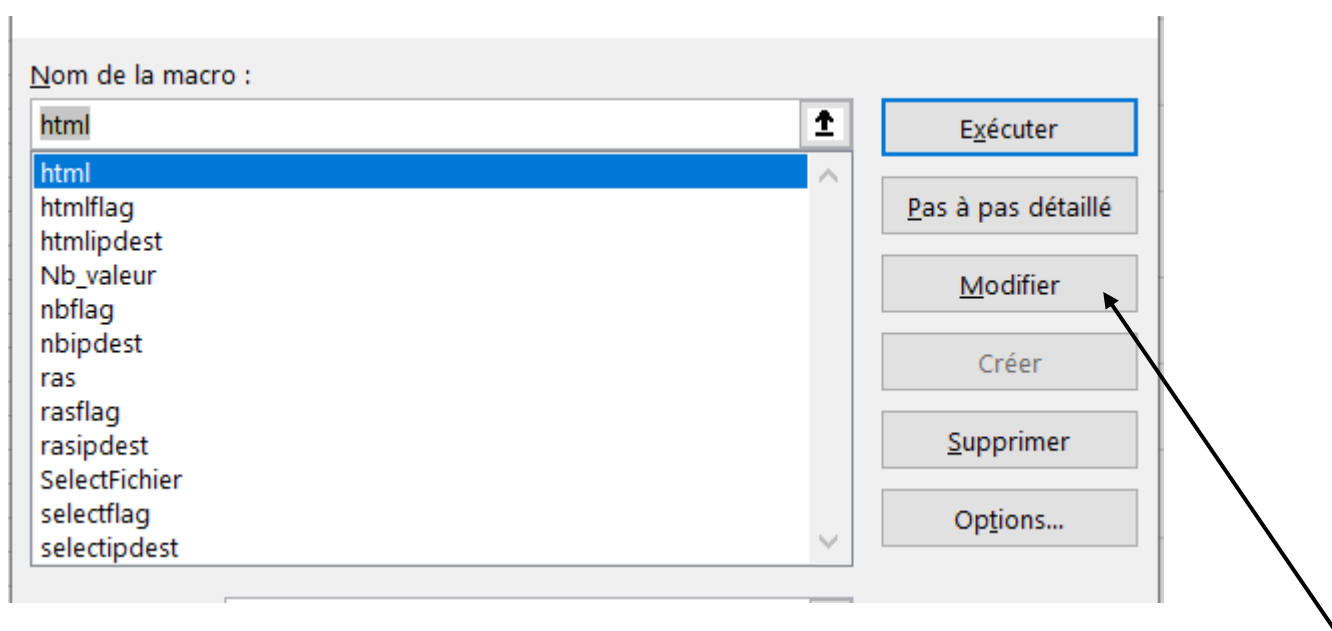 Nom de la macro :
html
html
htmlflag
htmlipdest
Nb_valeur
nbflag
nbipdest
ras
rasflag
rasipdest
SelectFichier
selectflag
selectipdest
Exécuter
Pas à pas détaillé
Modifier
Créer
Supprimer
Options...